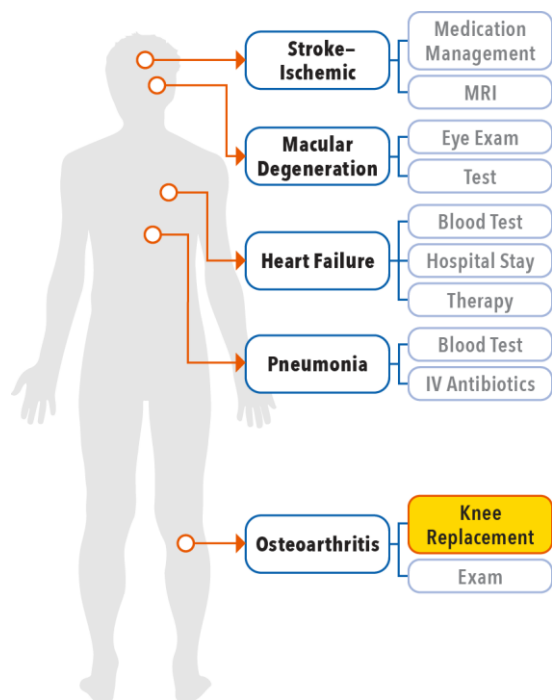 Stroke–
Ischemic
Medication
Management
MRI
Macular
Degeneration
Eye Exam
Test
Heart Failure
Blood Test
Hospital Stay
Therapy
Pneumonia
Blood Test
IV Antibiotics
Osteoarthritis
Knee
Replacement
Exam